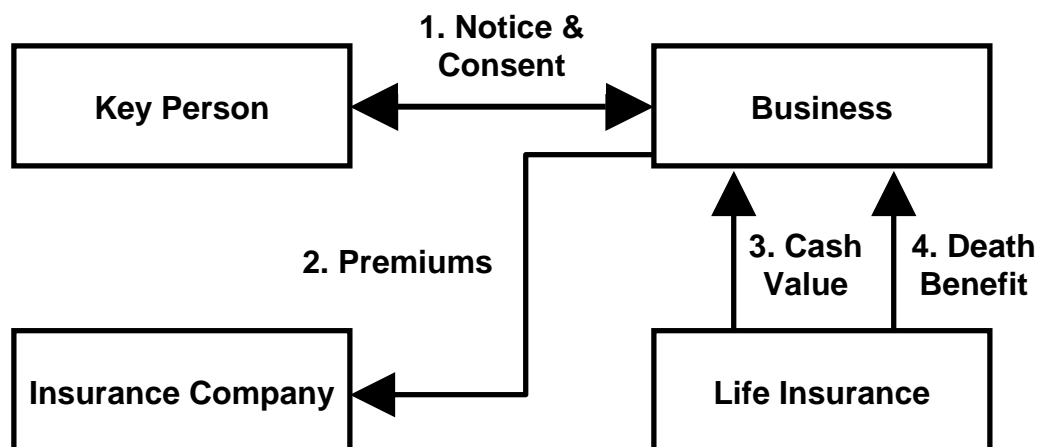 1. Notice &
Consent
Key Person
Business
2. Premiums
3. Cash
Value
4. Death
Benefit
Insurance Company
Life Insurance